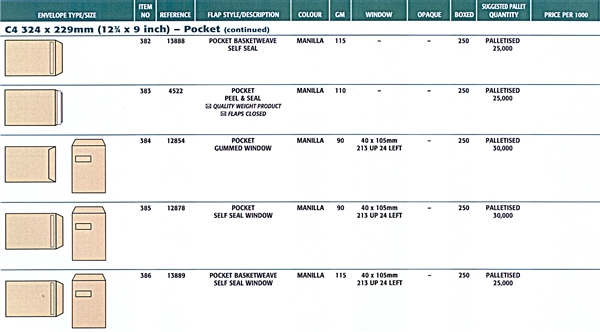 ENVELOPE TYPE/SIZE ITEM NO REFERENCE FLAP STYLE/DESCRIPTION COLOUR GM WINDOW OPAQUE BOXED SUGGESTED PALLET QUANTITY PRICE PER 1000
C4 324 x 229mm (12¾ x 9 inch) – Pocket (continued)
382 13888 POCKET BASKETWEAVE MANILLA 115 – – 250 PALLETISED
SELF SEAL 25,000
383 4522 POCKET MANILLA 110 – – 250 PALLETISED
PEEL & SEAL 25,000
QUALITY WEIGHT PRODUCT
FLAPS CLOSED
384 12854 POCKET MANILLA 90 40 x 105mm – 250 PALLETISED
GUMMED WINDOW 213 UP 24 LEFT 30,000
385 12878 POCKET MANILLA 90 40 x 105mm – 250 PALLETISED
SELF SEAL WINDOW 213 UP 24 LEFT 30,000
386 13889 POCKET BASKETWEAVE MANILLA 115 40 x 105mm – 250 PALLETISED
SELF SEAL WINDOW 213 UP 24 LEFT 25,000